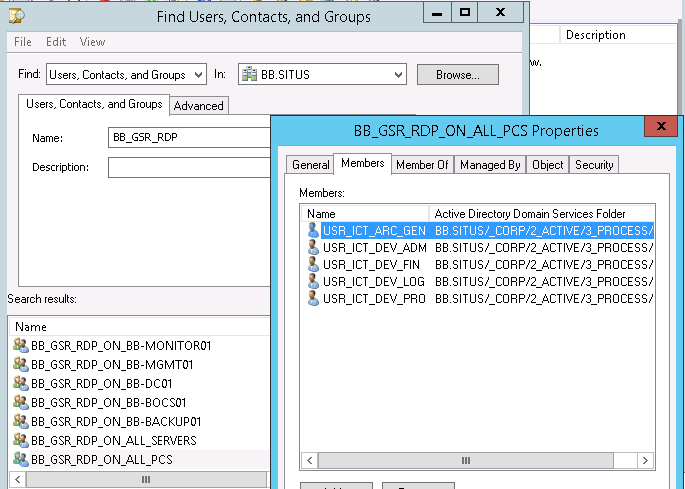 Find Users, Contacts, and Groups
File Edit View
Find: Users, Contacts, and Groups In: BB.SITUS Browse...
Users, Contacts, and Groups Advanced
Name: BB_GSR_RDP
Description:
Search results:
Name
BB_GSR_RDP_ON_BB-MONITOR01
BB_GSR_RDP_ON_BB-MGMT01
BB_GSR_RDP_ON_BB-DC01
BB_GSR_RDP_ON_BB-BOCS01
BB_GSR_RDP_ON_BB-BACKUP01
BB_GSR_RDP_ON_ALL_SERVERS
BB_GSR_RDP_ON_ALL_PCS
Description
w.
BB_GSR_RDP_ON_ALL_PCS Properties
x
General Members Member Of Managed By Object Security
Members:
Name Active Directory Domain Services Folder
USR_ICT_ARC_GEN BB.SITUS/_CORP/2_ACTIVE/3_PROCESS/
USR_ICT_DEV_ADM BB.SITUS/_CORP/2_ACTIVE/3_PROCESS/
USR_ICT_DEV_FIN BB.SITUS/_CORP/2_ACTIVE/3_PROCESS/
USR_ICT_DEV_LOG BB.SITUS/_CORP/2_ACTIVE/3_PROCESS/
USR_ICT_DEV_PRO BB.SITUS/_CORP/2_ACTIVE/3_PROCESS/